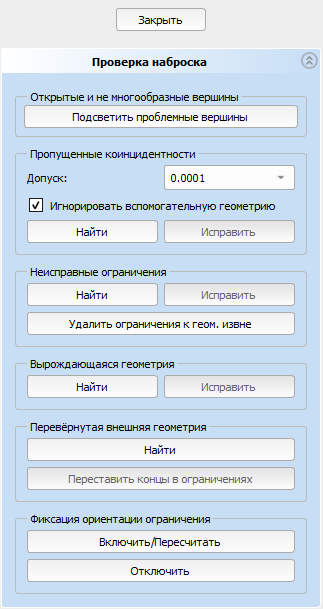 Закрыть
Проверка наброска
Открытые и не многообразные вершины
Подсветить проблемные вершины
Пропущенные коинцидентности
Допуск: 0.0001
Игнорировать вспомогательную геометрию
Найти Исправить
Неисправные ограничения
Найти Исправить
Удалить ограничения к геом. извне
Вырождающаяся геометрия
Найти Исправить
Перевёрнутая внешняя геометрия
Найти
Переставить концы в ограничениях
Фиксация ориентации ограничения
Включить/Пересчитать
Отключить